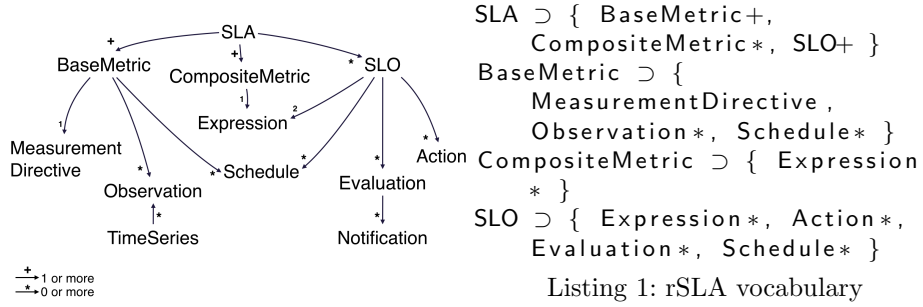 SLA
+
+
*
BaseMetric
CompositeMetric
SLO
1
1
2
Expression
Measurement
Directive
*
*
Schedule
*
*
Action
*
Observation
Evaluation
*
*
TimeSeries
Notification
+
1 or more
*
0 or more
SLA ⊃ { BaseMetric+,
CompositeMetric*, SLO+ }
BaseMetric ⊃ {
MeasurementDirective,
Observation*, Schedule* }
CompositeMetric ⊃ { Expression
* }
SLO ⊃ { Expression*, Action*,
Evaluation*, Schedule* }
Listing 1: rSLA vocabulary